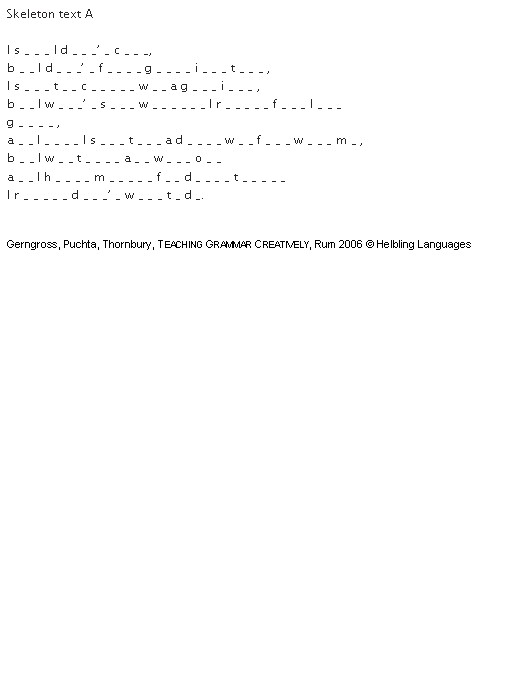 Skeleton text A
I s _ _ _ I d _ _ _' _ c _ _ _,
b _ _ I d _ _ _' _ f _ _ _ _ g _ _ _ _ i _ _ _ t _ _ _,
I s _ _ _ t _ _ c _ _ _ _ _ w _ _ a g _ _ _ i _ _ _,
b _ _ I w _ _ _' _ s _ _ _ w _ _ _ _ _ _ I r _ _ _ _ _ f _ _ _ l _ _ _
g _ _ _ _,
a _ _ I _ _ _ _ I s _ _ _ t _ _ _ a d _ _ _ _ w _ _ f _ _ _ w _ _ _ m _,
b _ _ I w _ _ t _ _ _ _ a _ _ w _ _ _ o _ _
a _ _ I h _ _ _ _ m _ _ _ _ _ f _ _ d _ _ _ _ t _ _ _ _ _
I r _ _ _ _ _ d _ _ _' _ w _ _ _ t _ d _.
Gerngross, Puchta, Thornbury, TEACHING GRAMMAR CREATIVELY, Rum 2006 © Helbling Languages